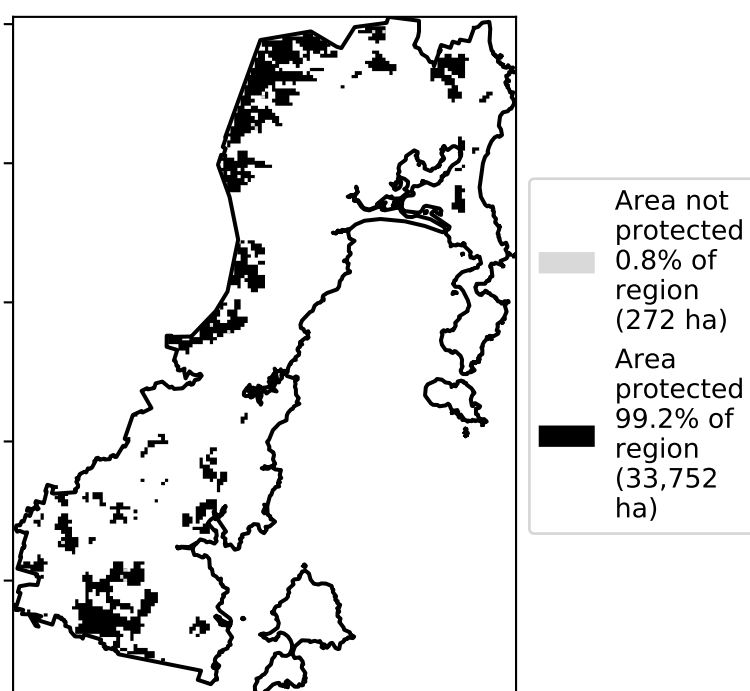 Area not
protected
0.8% of
region
(272 ha)
Area
protected
99.2% of
region
(33,752
ha)